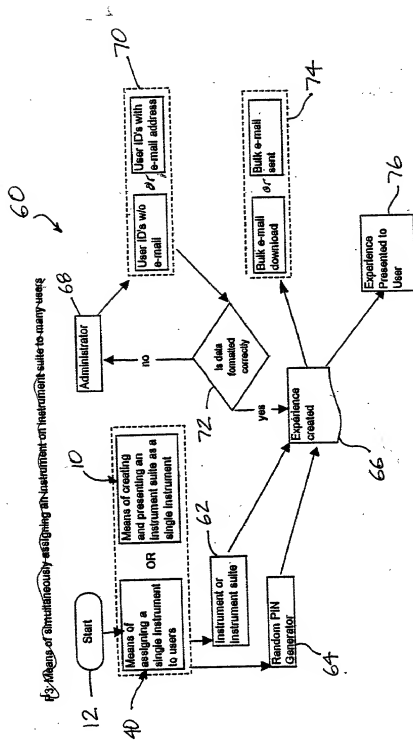 P3: Means of simultaneously assigning an instrument on instrument suite to many users
60
12
Start
40
Means of
assigning a
single instrument
to users
OR
10
Means of creating
and presenting an
instrument suite as a
single instrument
62
Instrument or
instrument suite
64
Random PIN
Generator
68
Administrator
70
User ID's w/o
e-mail
or
User ID's with
e-mail address
no
72
Is data
formatted
correctly
yes
66
Experience
created
74
Bulk e-mail
download
or
Bulk e-mail
sent
76
Experience
Presented to
User